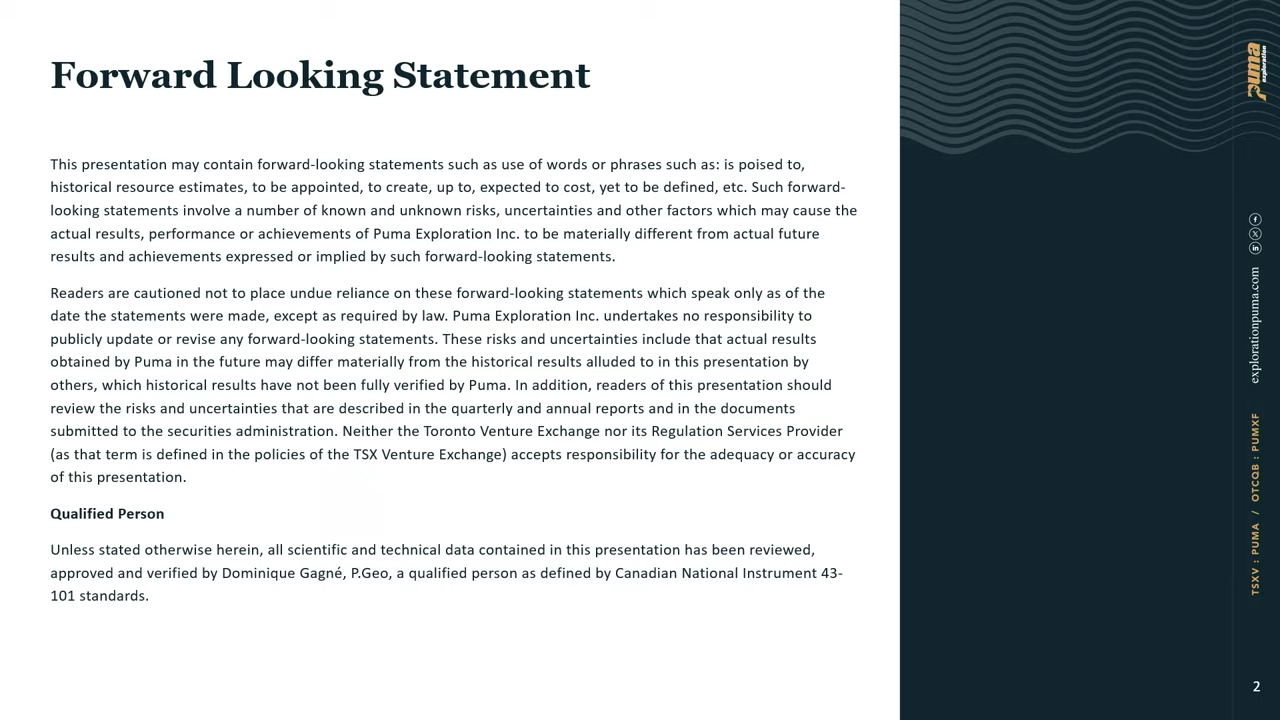 Forward Looking Statement
This presentation may contain forward-looking statements such as use of words or phrases such as: is poised to,
historical resource estimates, to be appointed, to create, up to, expected to cost, yet to be defined, etc. Such forward-
looking statements involve a number of known and unknown risks, uncertainties and other factors which may cause the
actual results, performance or achievements of Puma Exploration Inc. to be materially different from actual future
results and achievements expressed or implied by such forward-looking statements.
Readers are cautioned not to place undue reliance on these forward-looking statements which speak only as of the
date the statements were made, except as required by law. Puma Exploration Inc. undertakes no responsibility to
publicly update or revise any forward-looking statements. These risks and uncertainties include that actual results
obtained by Puma in the future may differ materially from the historical results alluded to in this presentation by
others, which historical results have not been fully verified by Puma. In addition, readers of this presentation should
review the risks and uncertainties that are described in the quarterly and annual reports and in the documents
submitted to the securities administration. Neither the Toronto Venture Exchange nor its Regulation Services Provider
(as that term is defined in the policies of the TSX Venture Exchange) accepts responsibility for the adequacy or accuracy
of this presentation.
Qualified Person
Unless stated otherwise herein, all scientific and technical data contained in this presentation has been reviewed,
approved and verified by Dominique Gagné, P.Geo, a qualified person as defined by Canadian National Instrument 43-
101 standards.
puma
exploration
explorationpuma.com
TSXV : PUMA / OTCQB : PUMXF
2